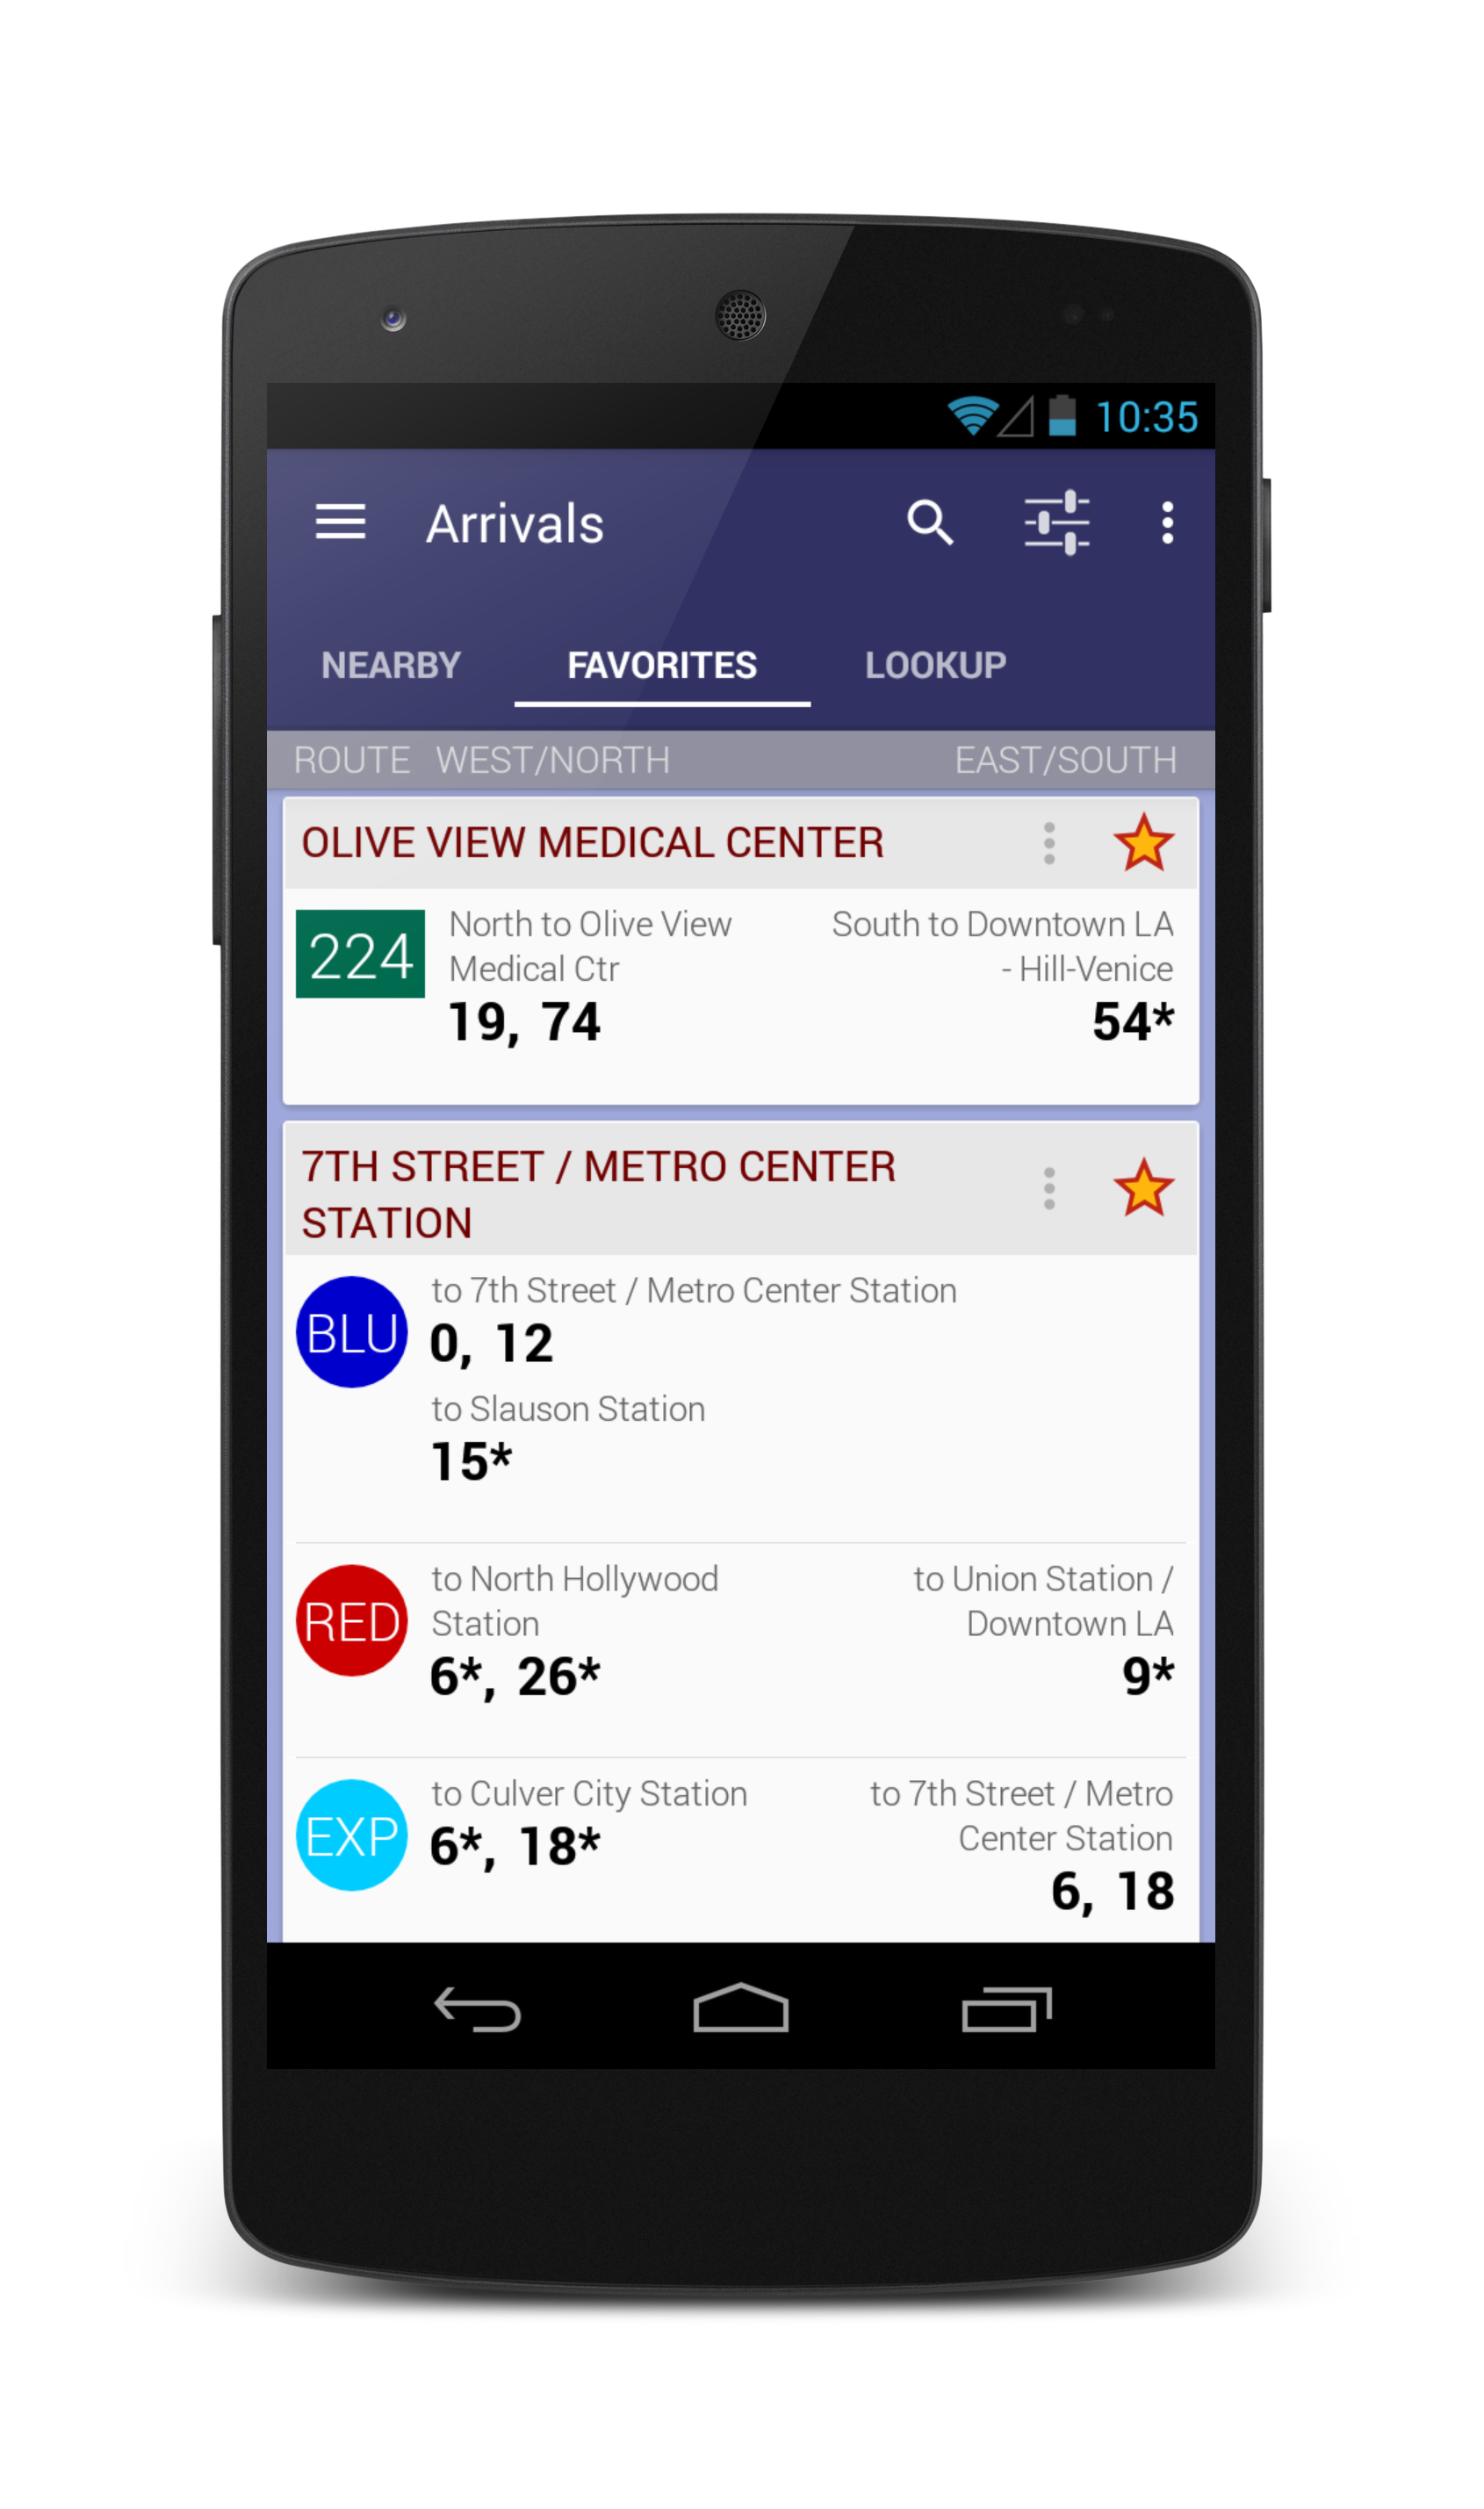 10:35
Arrivals
NEARBY FAVORITES LOOKUP
ROUTE WEST/NORTH EAST/SOUTH
OLIVE VIEW MEDICAL CENTER
224
North to Olive View
Medical Ctr
19, 74
South to Downtown LA
- Hill-Venice
54*
7TH STREET / METRO CENTER
STATION
BLU
to 7th Street / Metro Center Station
0, 12
to Slauson Station
15*
RED
to North Hollywood
Station
6*, 26*
to Union Station /
Downtown LA
9*
EXP
to Culver City Station
6*, 18*
to 7th Street / Metro
Center Station
6, 18